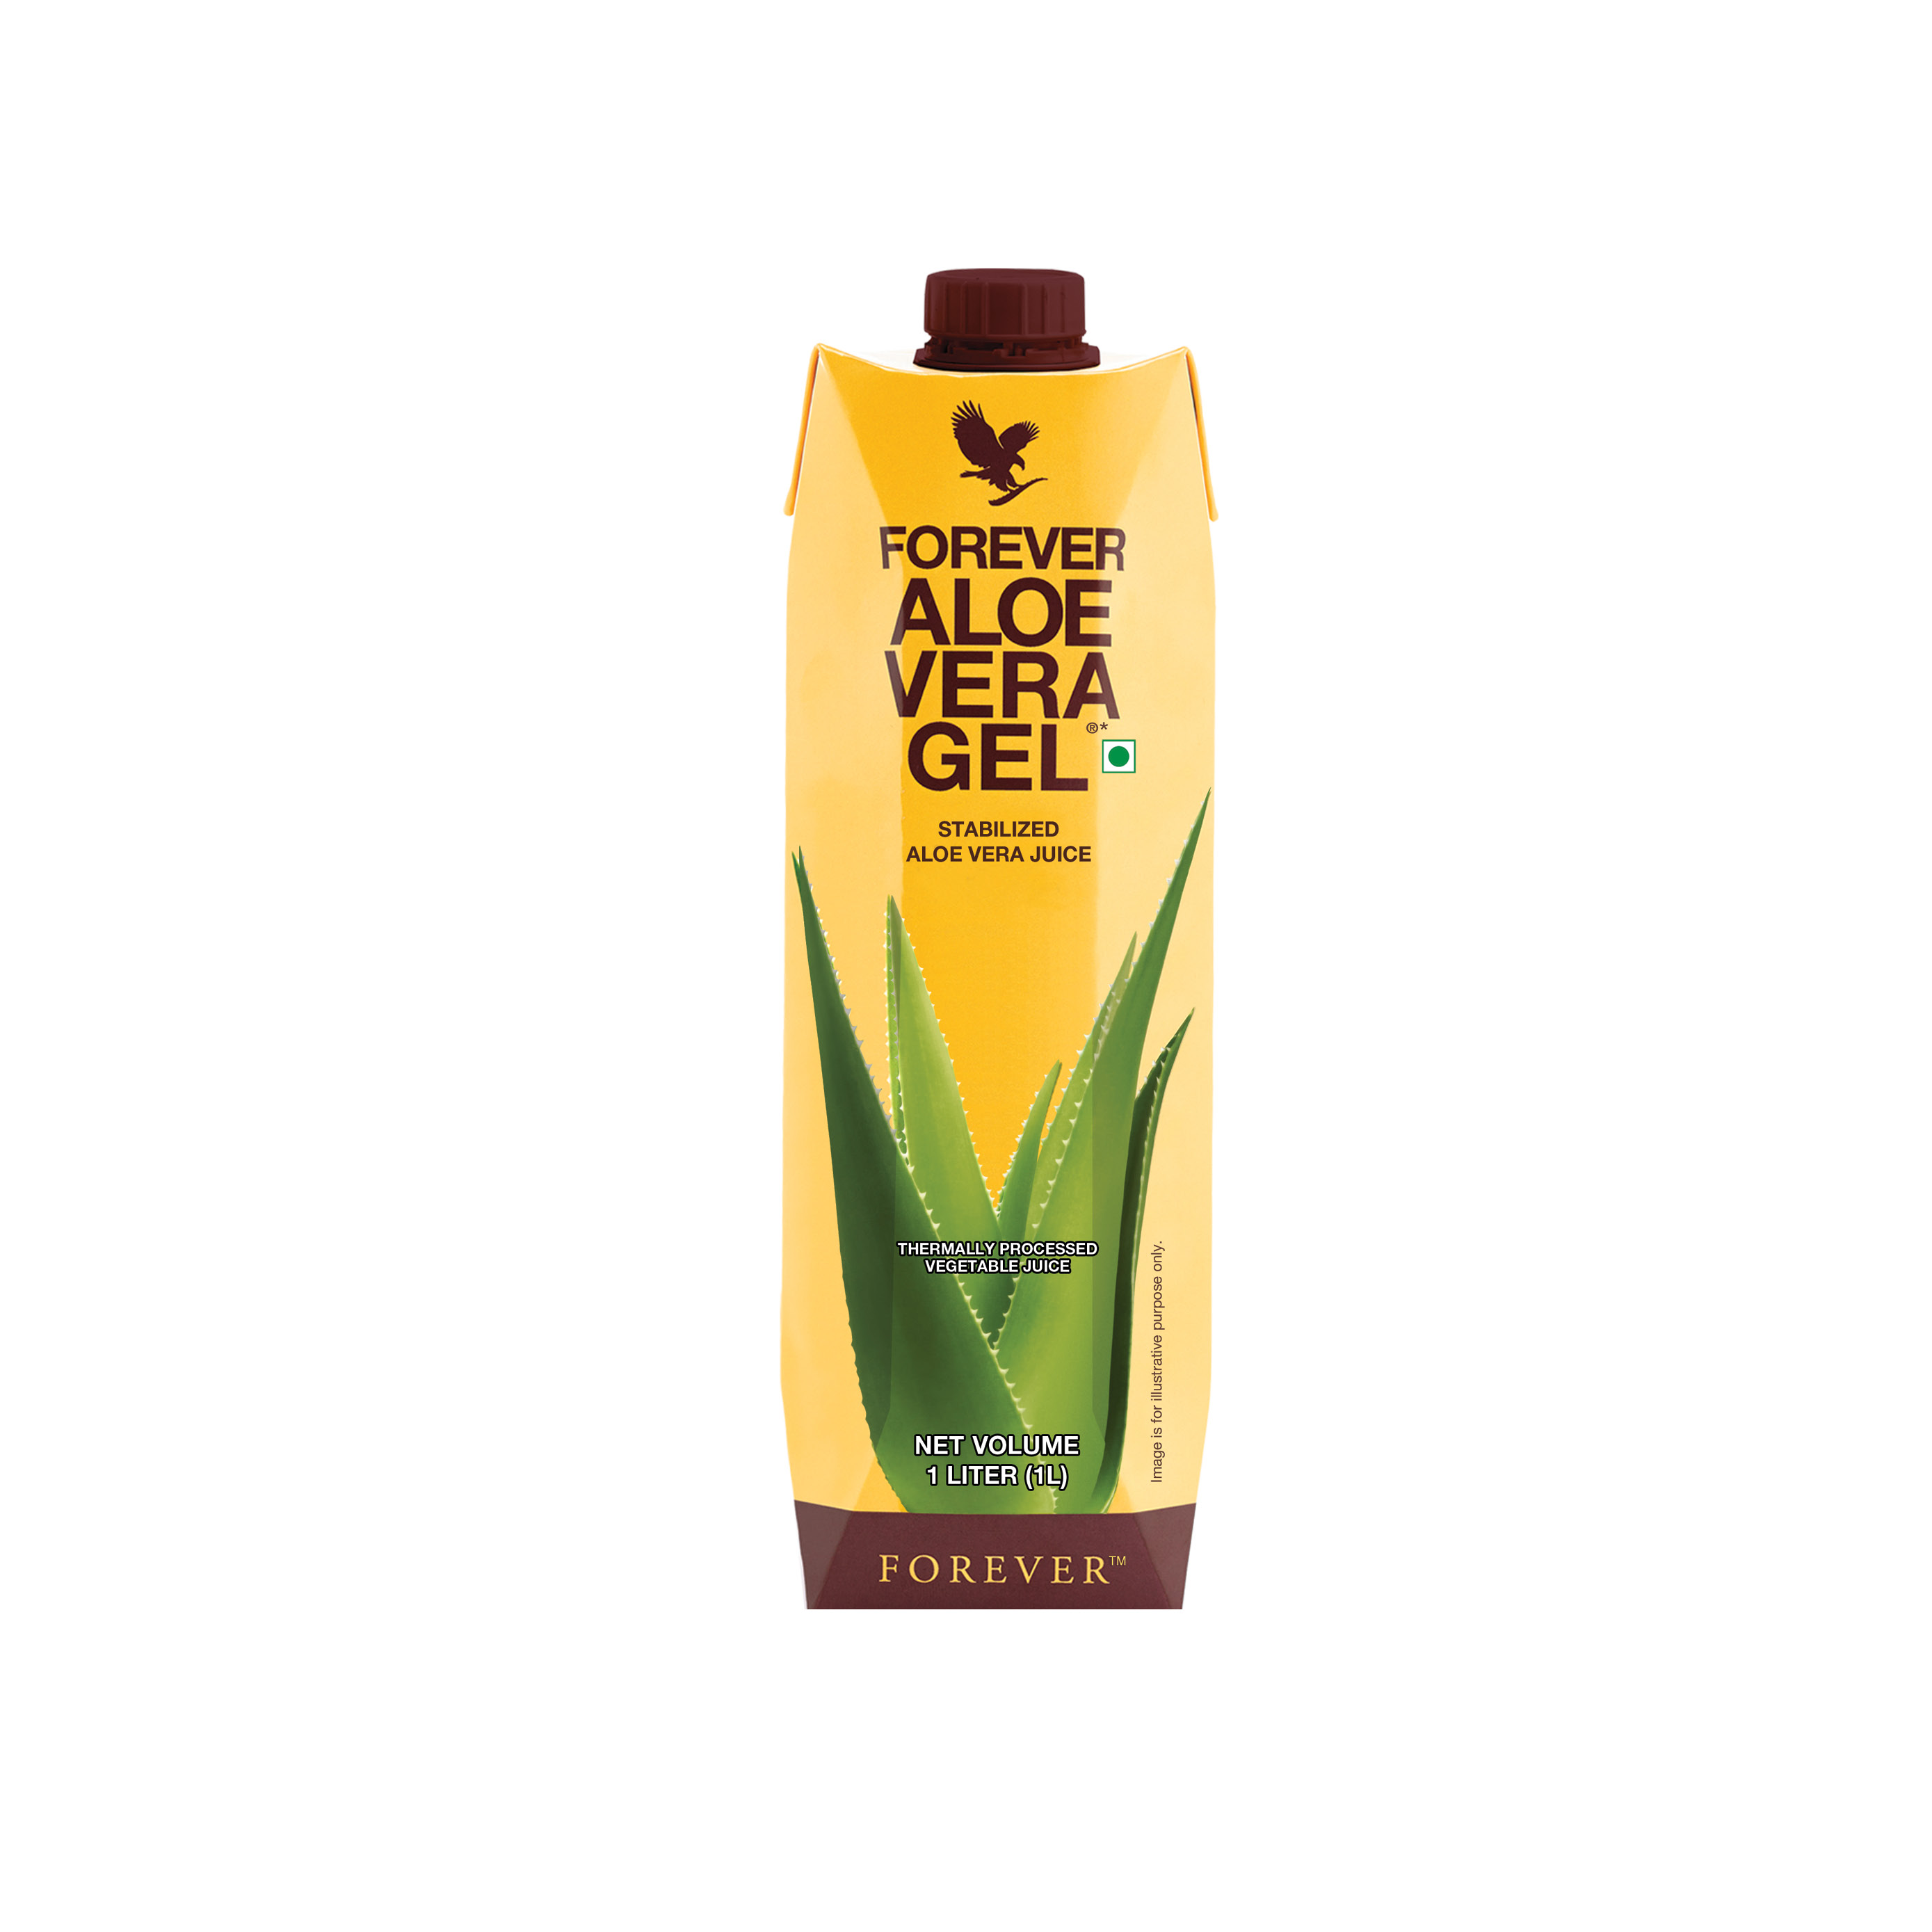 FOREVER
ALOE
VERA
GEL®*
STABILIZED
ALOE VERA JUICE
THERMALLY PROCESSED
VEGETABLE JUICE
Image is for illustrative purpose only.
NET VOLUME
1 LITER (1L)
FOREVER™